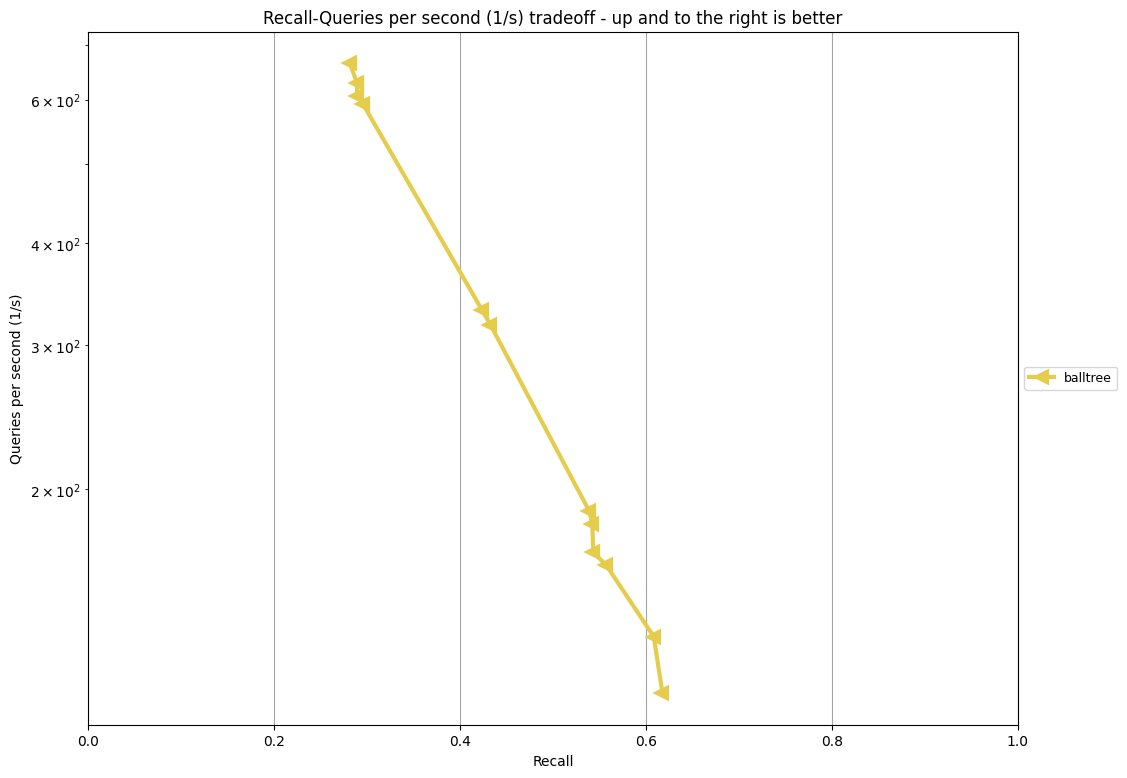 Recall-Queries per second (1/s) tradeoff - up and to the right is better
Queries per second (1/s)
6 × 10²
4 × 10²
3 × 10²
2 × 10²
0.0 0.2 0.4 0.6 0.8 1.0
Recall
balltree